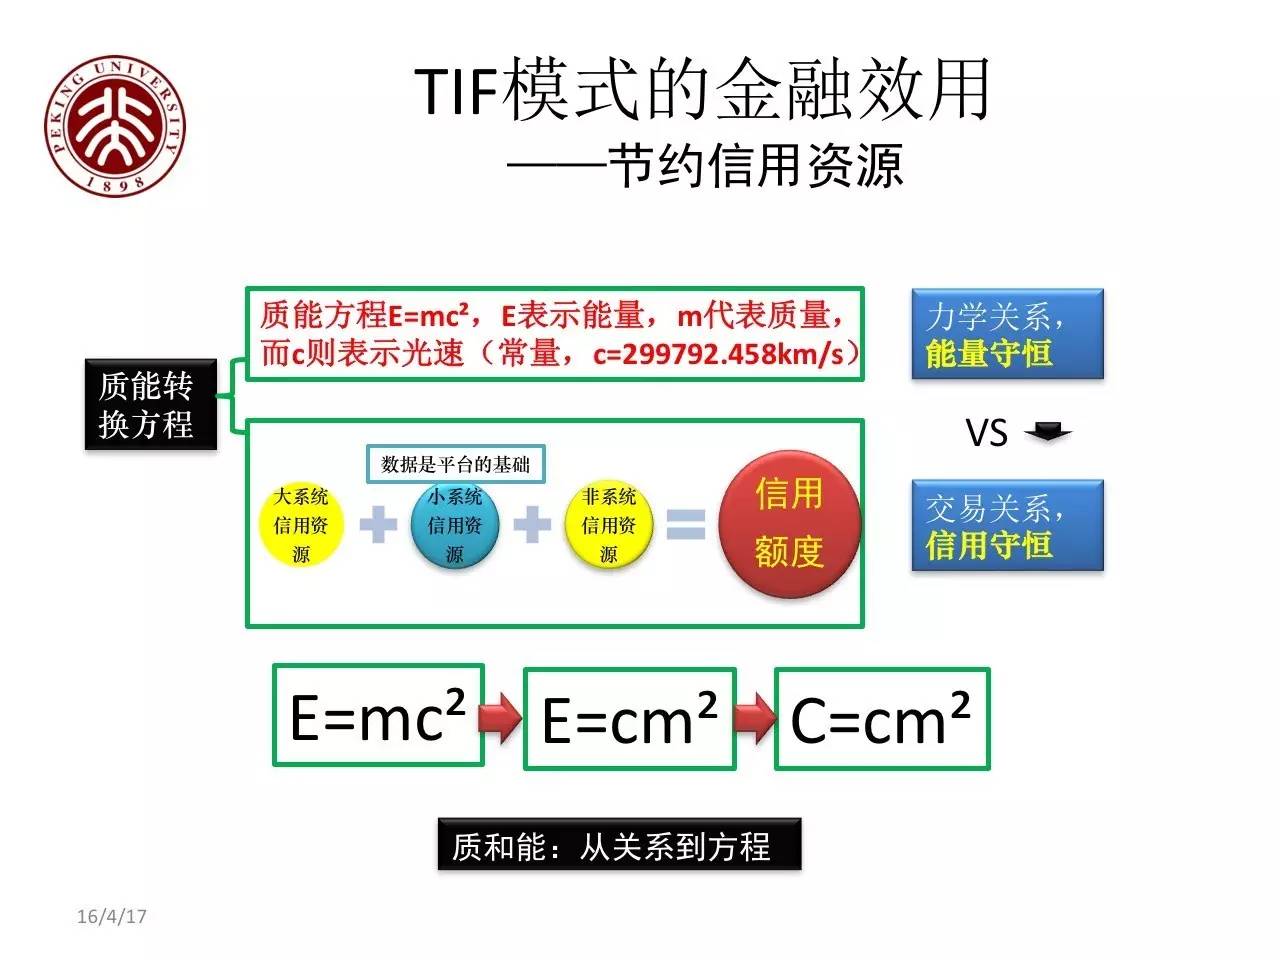 PEKING UNIVERSITY
1898
TIF模式的金融效用
——节约信用资源
质能转
换方程
质能方程E=mc²，E表示能量，m代表质量，
而c则表示光速（常量，c=299792.458km/s）
力学关系，
能量守恒
VS
交易关系，
信用守恒
数据是平台的基础
大系统
信用资
源
+
小系统
信用资
源
+
非系统
信用资
源
=
信用
额度
E=mc²
E=cm²
C=cm²
质和能：从关系到方程
16/4/17